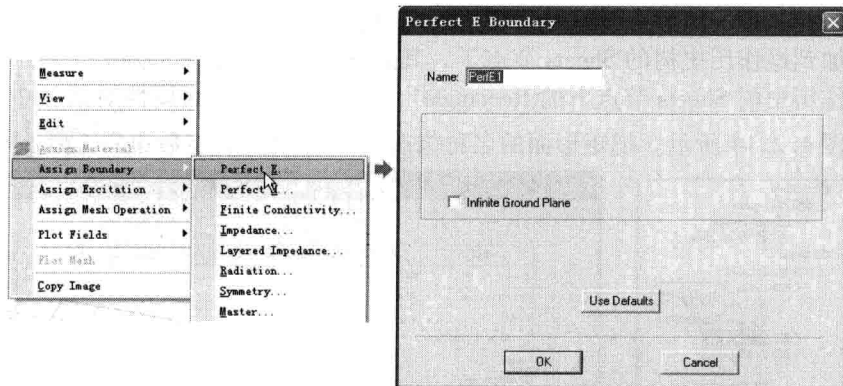 Measure
View
Edit
Assign Material
Assign Boundary
Assign Excitation
Assign Mesh Operation
Plot Fields
Plot Mesh
Copy Image
Perfect E...
Perfect
Finite Conductivity...
Impedance...
Layered Impedance...
Radiation...
Symmetry...
Master...
Perfect E Boundary
Name: PerfE1
Infinite Ground Plane
Use Defaults
OK
Cancel